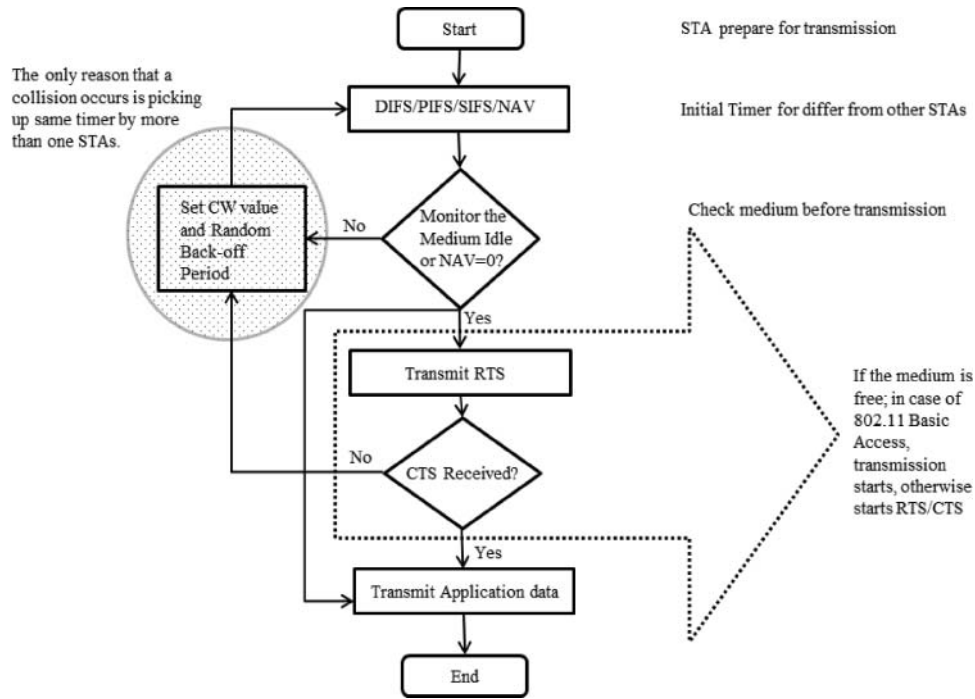 Start
STA prepare for transmission
The only reason that a
collision occurs is picking
up same timer by more
than one STAs.
DIFS/PIFS/SIFS/NAV
Initial Timer for differ from other STAs
Set CW value
and Random
Back-off
Period
No
Monitor the
Medium Idle
or NAV=0?
Check medium before transmission
Yes
Transmit RTS
If the medium is
free; in case of
802.11 Basic
Access,
transmission
starts, otherwise
starts RTS/CTS
No
CTS Received?
Yes
Transmit Application data
End